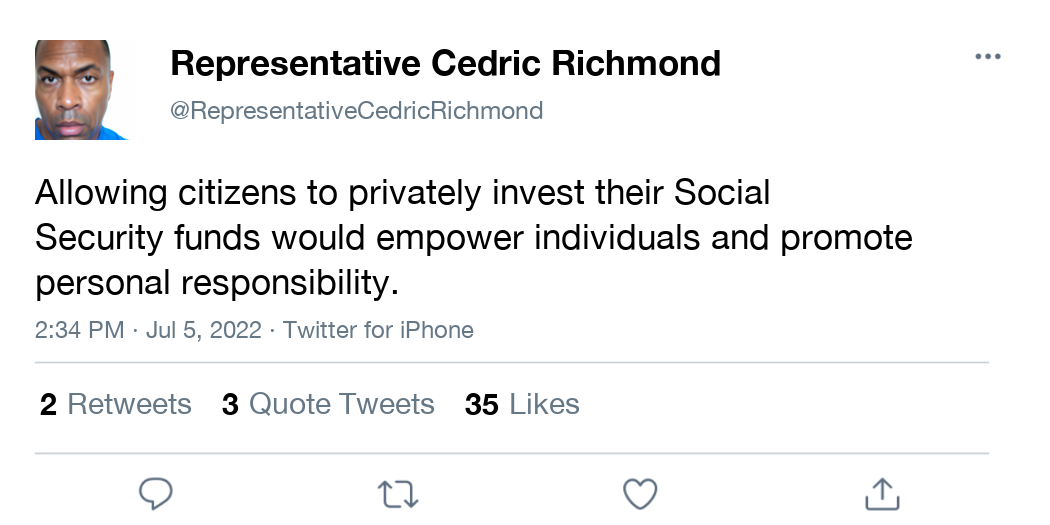 Representative Cedric Richmond
@RepresentativeCedricRichmond
Allowing citizens to privately invest their Social
Security funds would empower individuals and promote
personal responsibility.
2:34 PM · Jul 5, 2022 · Twitter for iPhone
2 Retweets 3 Quote Tweets 35 Likes